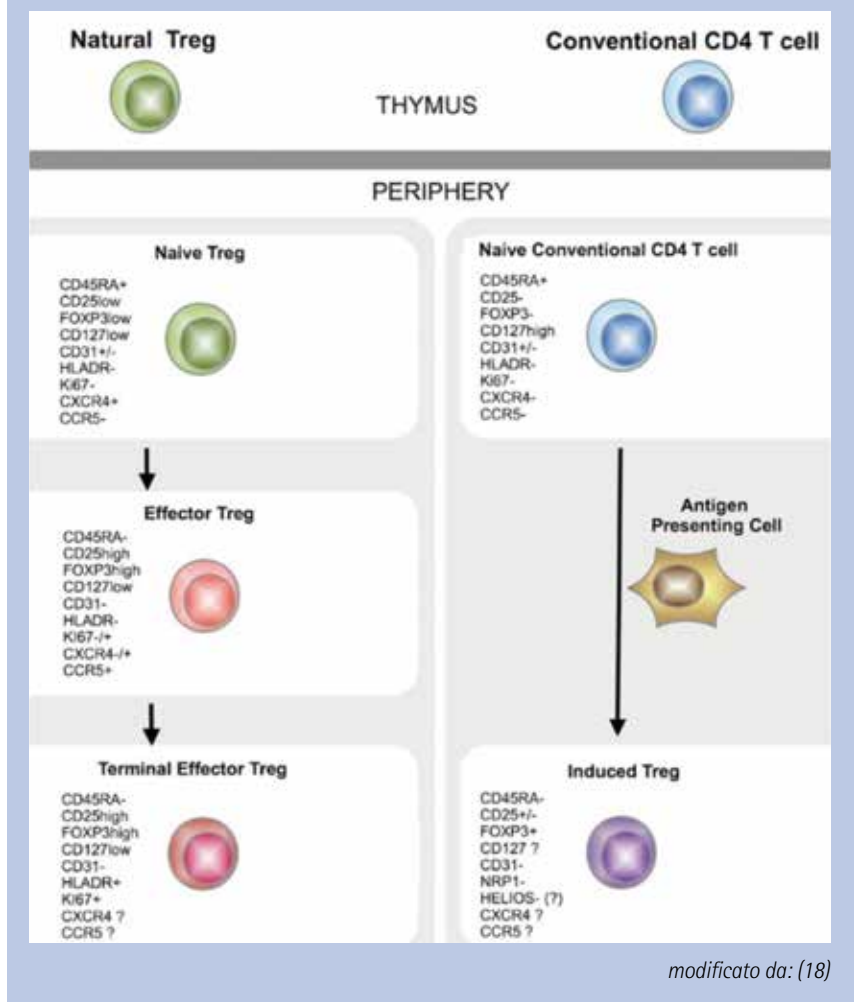 Natural Treg
Conventional CD4 T cell
THYMUS
PERIPHERY
Naive Treg
CD45RA+
CD25low
FOXP3low
CD127low
CD31+/-
HLADR-
Ki67-
CXCR4+
CCR5-
Naive Conventional CD4 T cell
CD45RA+
CD25-
FOXP3-
CD127high
CD31+/-
HLADR-
Ki67-
CXCR4-
CCR5-
Effector Treg
CD45RA-
CD25high
FOXP3high
CD127low
CD31-
HLADR-
Ki67-/+
CXCR4-/+
CCR5+
Antigen
Presenting Cell
Terminal Effector Treg
CD45RA-
CD25high
FOXP3high
CD127low
CD31-
HLADR+
Ki67+
CXCR4 ?
CCR5 ?
Induced Treg
CD45RA-
CD25+/-
FOXP3+
CD127 ?
CD31-
NRP1-
HELIOS- (?)
CXCR4 ?
CCR5 ?
modificato da: (18)